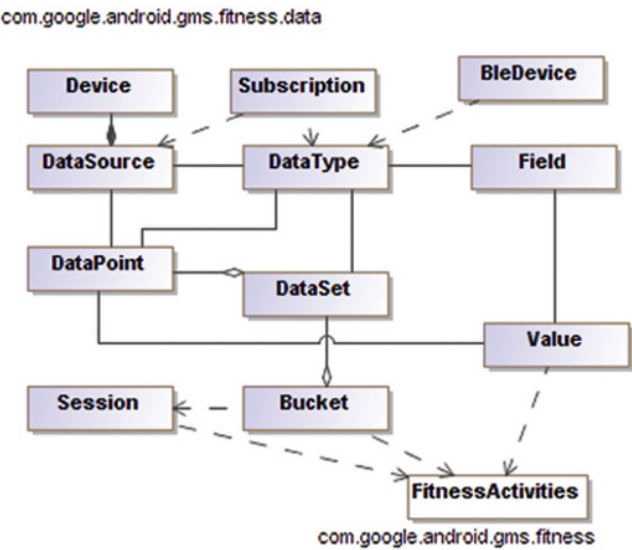 com.google.android.gms.fitness.data
Device
Subscription
BleDevice
DataSource
DataType
Field
DataPoint
DataSet
Value
Session
Bucket
FitnessActivities
com.google.android.gms.fitness